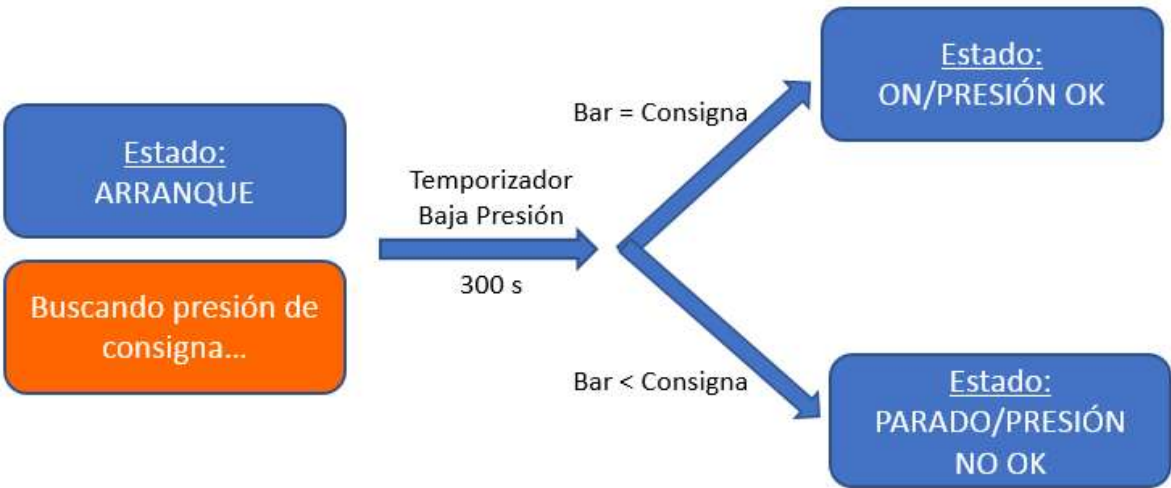 Estado:
ARRANQUE
Buscando presión de
consigna...
Temporizador
Baja Presión
300 s
Bar = Consigna
Estado:
ON/PRESIÓN OK
Bar < Consigna
Estado:
PARADO/PRESIÓN
NO OK